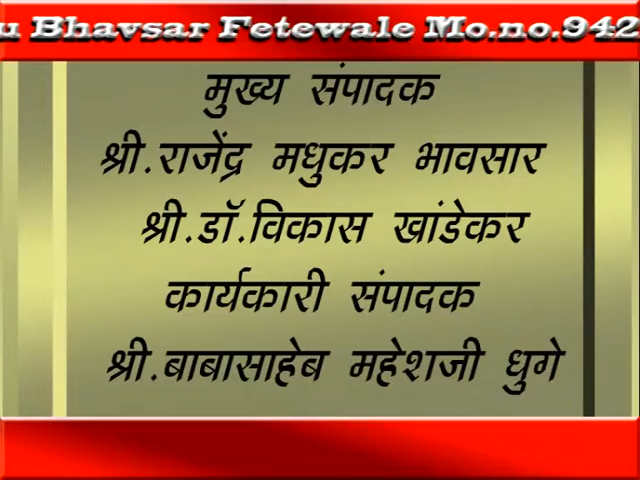 u Bhavsar Fetewale Mo.no.942
मुख्य संपादक
श्री.राजेंद्र मधुकर भावसार
श्री.डॉ.विकास खांडेकर
कार्यकारी संपादक
श्री.बाबासाहेब महेशजी धुगे